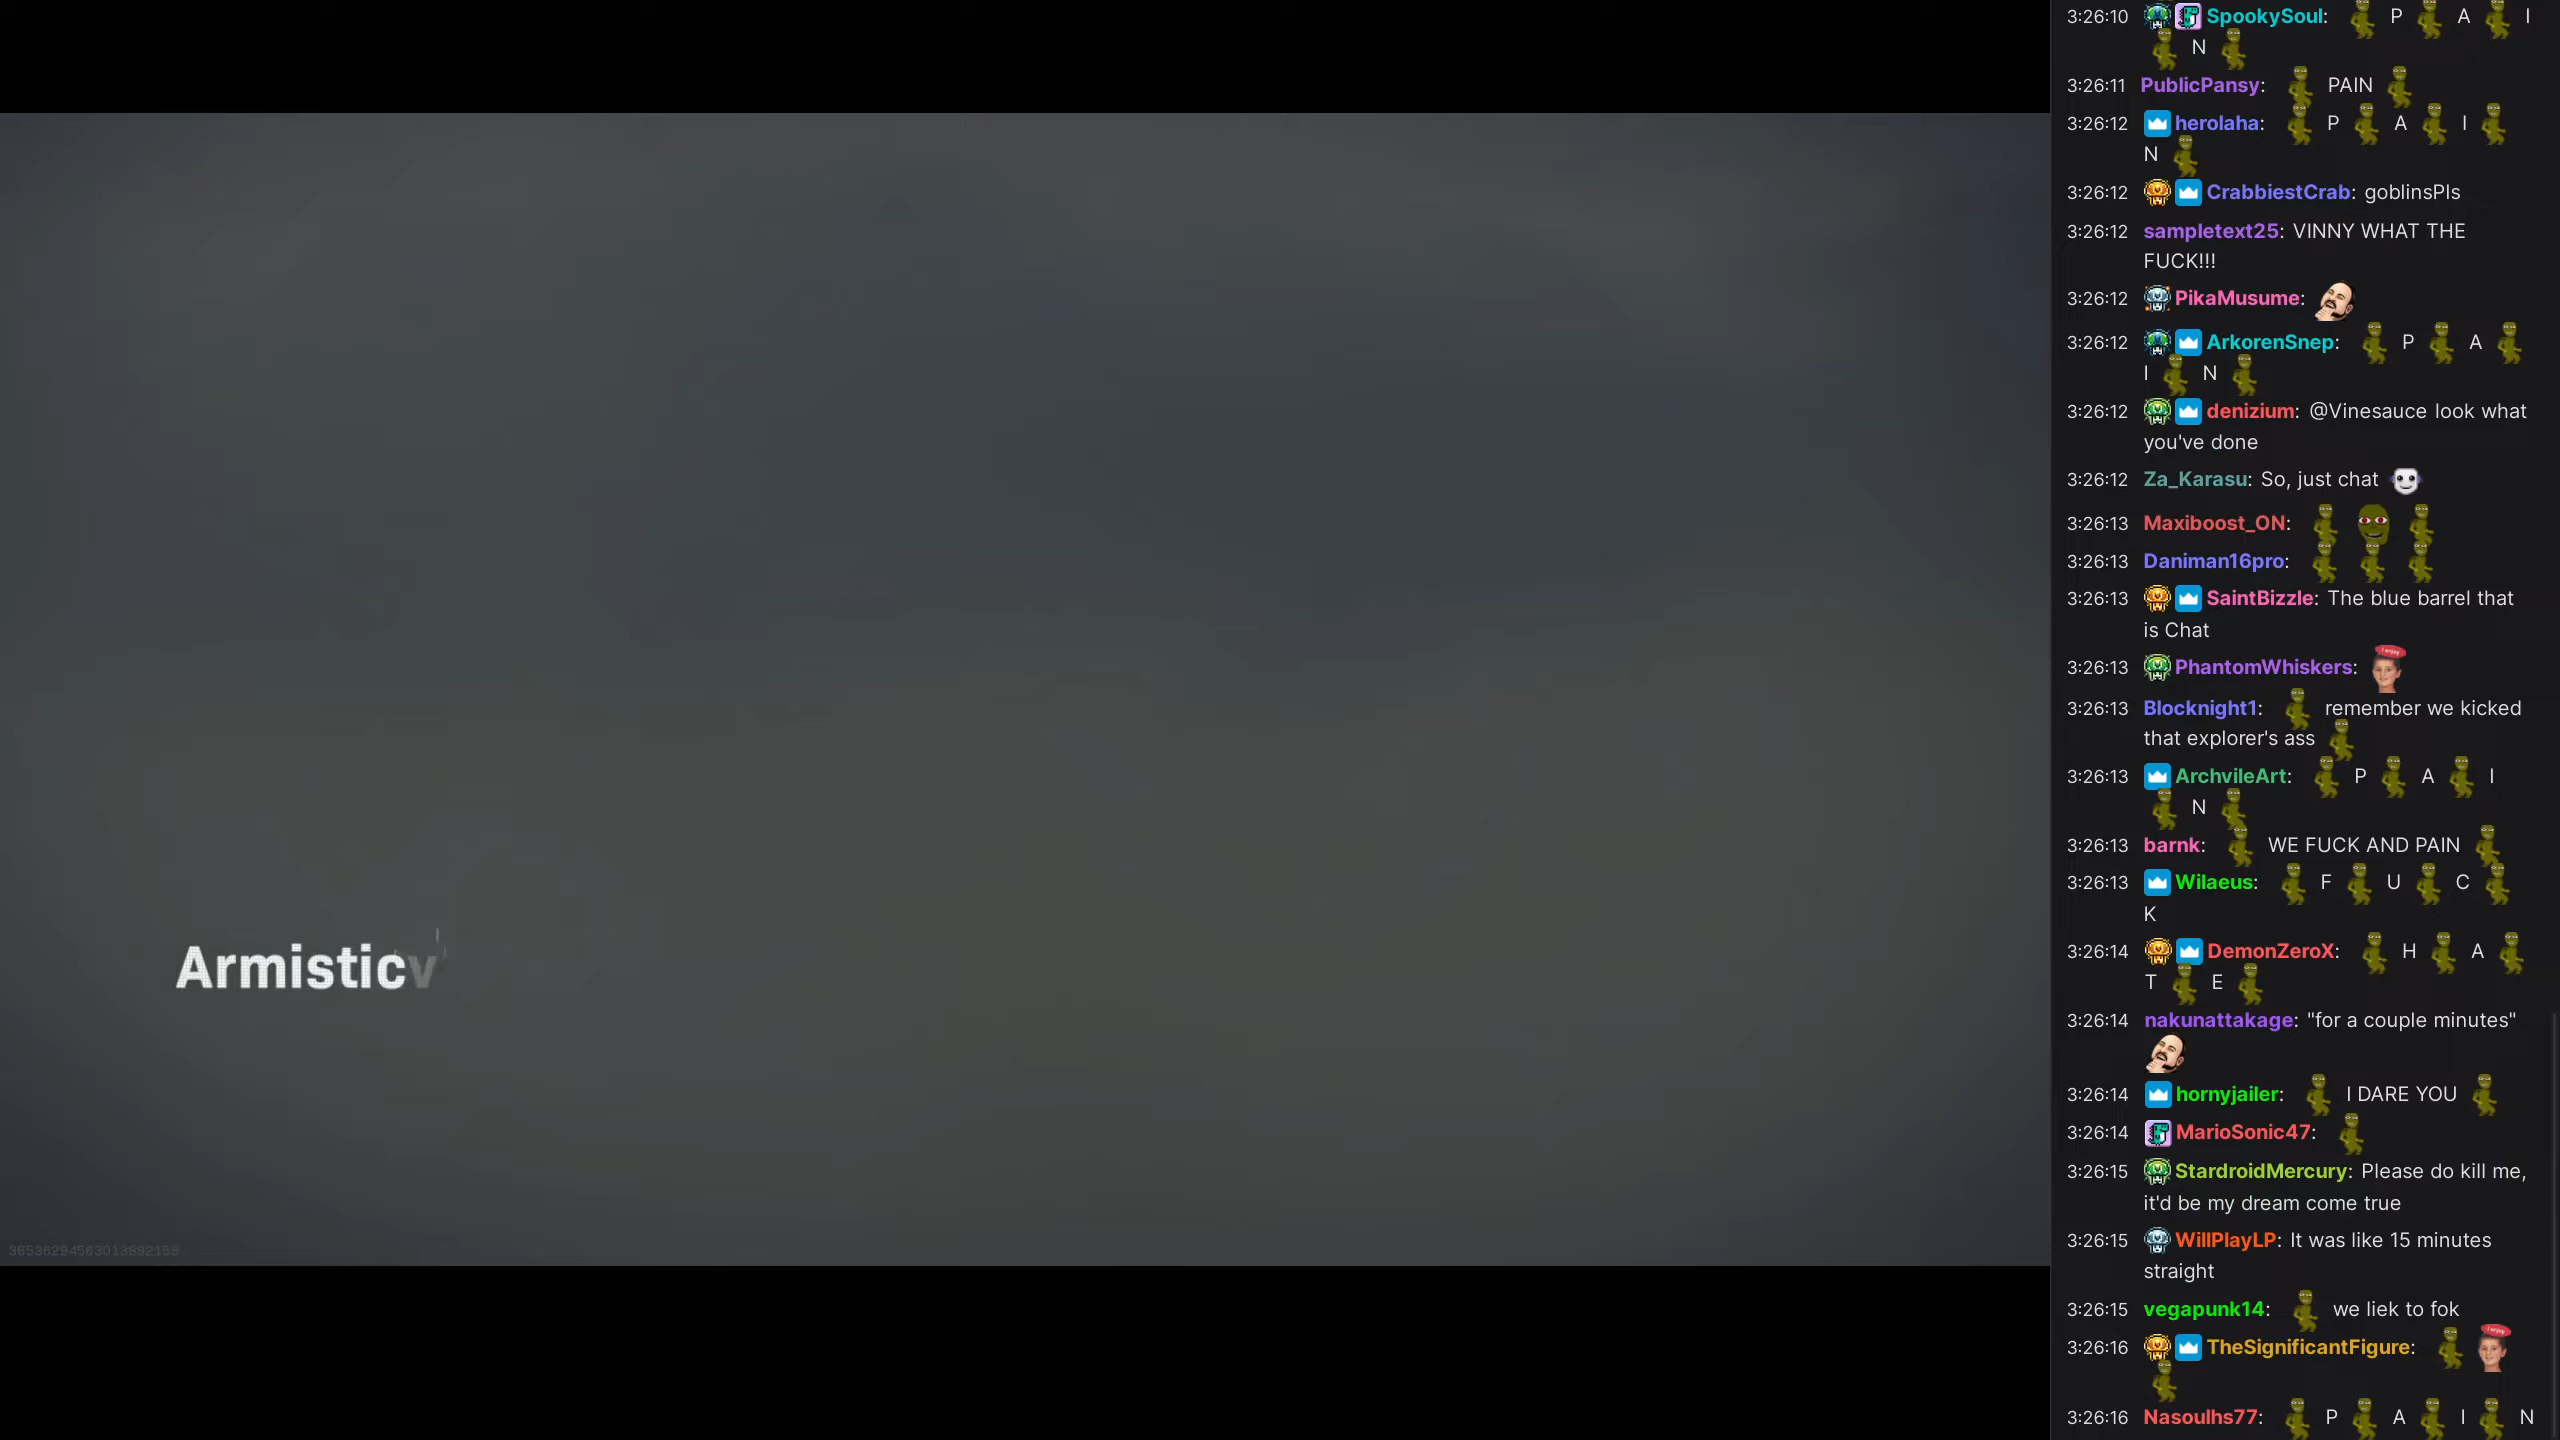 Armisticv
3:26:10 SpookySoul: P A I
N
3:26:11 PublicPansy: PAIN
3:26:12 herolaha: P A I
N
3:26:12 CrabbiestCrab: goblinsPls
3:26:12 sampletext25: VINNY WHAT THE
FUCK!!!
3:26:12 PikaMusume:
3:26:12 ArkorenSnep: P A
I N
3:26:12 denizium: @Vinesauce look what
you've done
3:26:12 Za_Karasu: So, just chat
3:26:13 Maxiboost_ON:
3:26:13 Daniman16pro:
3:26:13 SaintBizzle: The blue barrel that
is Chat
3:26:13 PhantomWhiskers:
3:26:13 Blocknight1: remember we kicked
that explorer's ass
3:26:13 ArchvileArt: P A I
N
3:26:13 barnk: WE FUCK AND PAIN
3:26:13 Wilaeus: F U C
K
3:26:14 DemonZeroX: H A
T E
3:26:14 nakunattakage: "for a couple minutes"
3:26:14 hornyjailer: I DARE YOU
3:26:14 MarioSonic47:
3:26:15 StardroidMercury: Please do kill me,
it'd be my dream come true
3:26:15 WillPlayLP: It was like 15 minutes
straight
3:26:15 vegapunk14: we liek to fok
3:26:16 TheSignificantFigure:
3:26:16 Nasoulhs77: P A I N